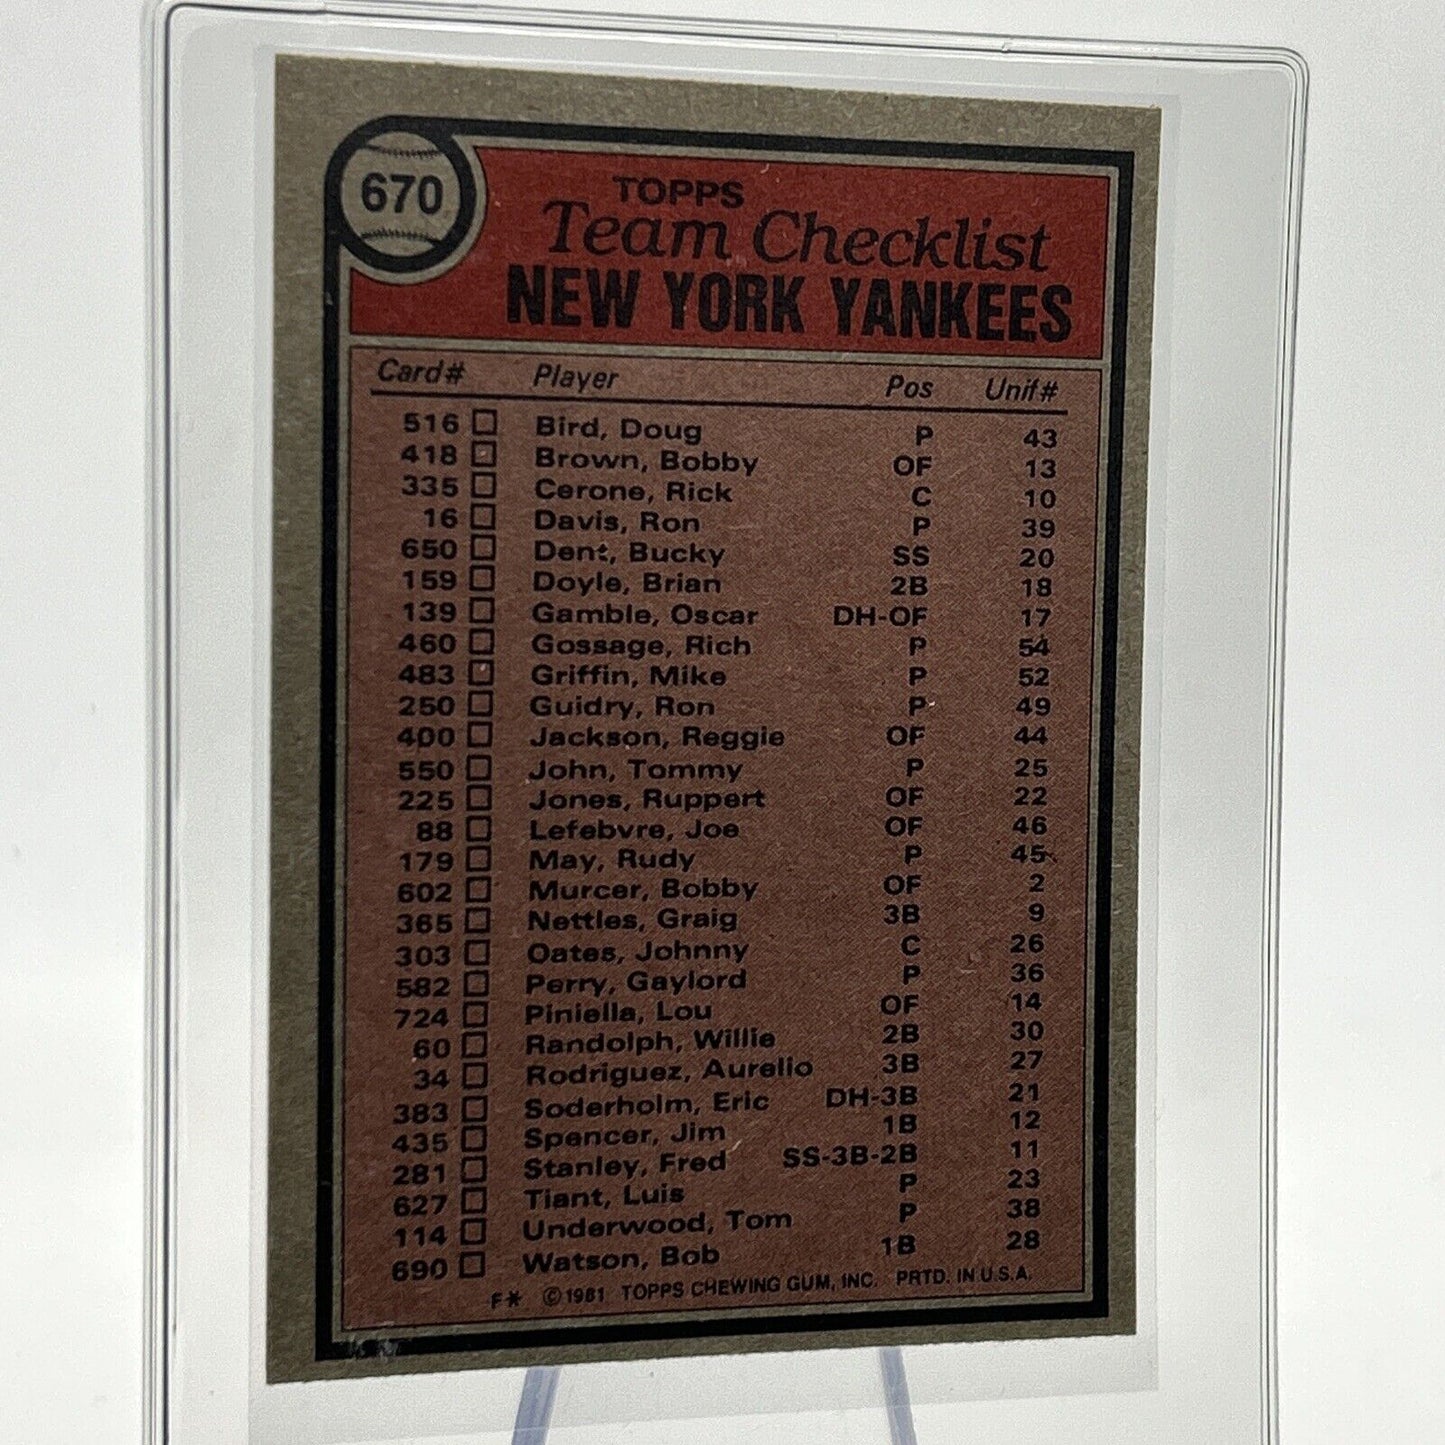 670
TOPPS
Team Checklist
NEW YORK YANKEES
Card# Player Pos Unif#
516 Bird, Doug P 43
418 Brown, Bobby OF 13
335 Cerone, Rick C 10
16 Davis, Ron P 39
650 Dent, Bucky SS 20
159 Doyle, Brian 2B 18
139 Gamble, Oscar DH-OF 17
460 Gossage, Rich P 54
483 Griffin, Mike P 52
250 Guidry, Ron P 49
400 Jackson, Reggie OF 44
550 John, Tommy P 25
225 Jones, Ruppert OF 22
88 Lefebvre, Joe OF 46
179 May, Rudy P 45
602 Murcer, Bobby OF 2
365 Nettles, Graig 3B 9
303 Oates, Johnny C 26
582 Perry, Gaylord P 36
724 Piniella, Lou OF 14
60 Randolph, Willie 2B 30
34 Rodriguez, Aurelio 3B 27
383 Soderholm, Eric DH-3B 21
435 Spencer, Jim 1B 12
281 Stanley, Fred SS-3B-2B 11
627 Tiant, Luis P 23
114 Underwood, Tom P 38
690 Watson, Bob 1B 28
F* ©1981 TOPPS CHEWING GUM, INC. PRTD. IN U.S.A.